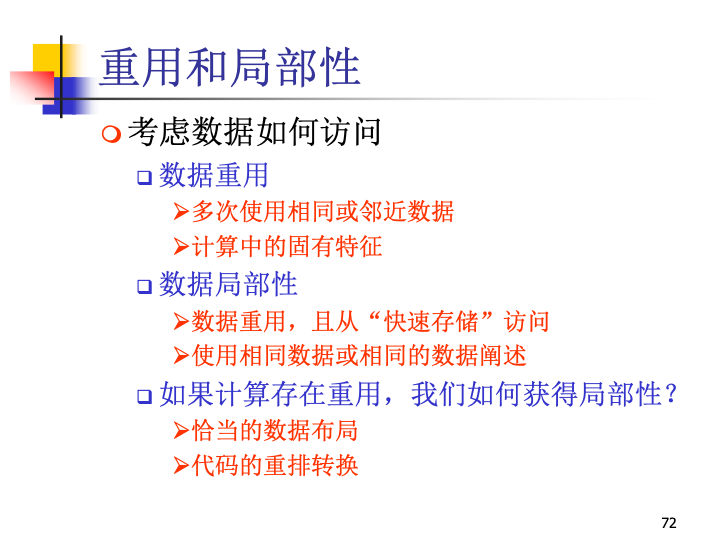 重用和局部性
考虑数据如何访问
数据重用
多次使用相同或邻近数据
计算中的固有特征
数据局部性
数据重用，且从“快速存储”访问
使用相同数据或相同的数据阐述
如果计算存在重用，我们如何获得局部性？
恰当的数据布局
代码的重排转换
72